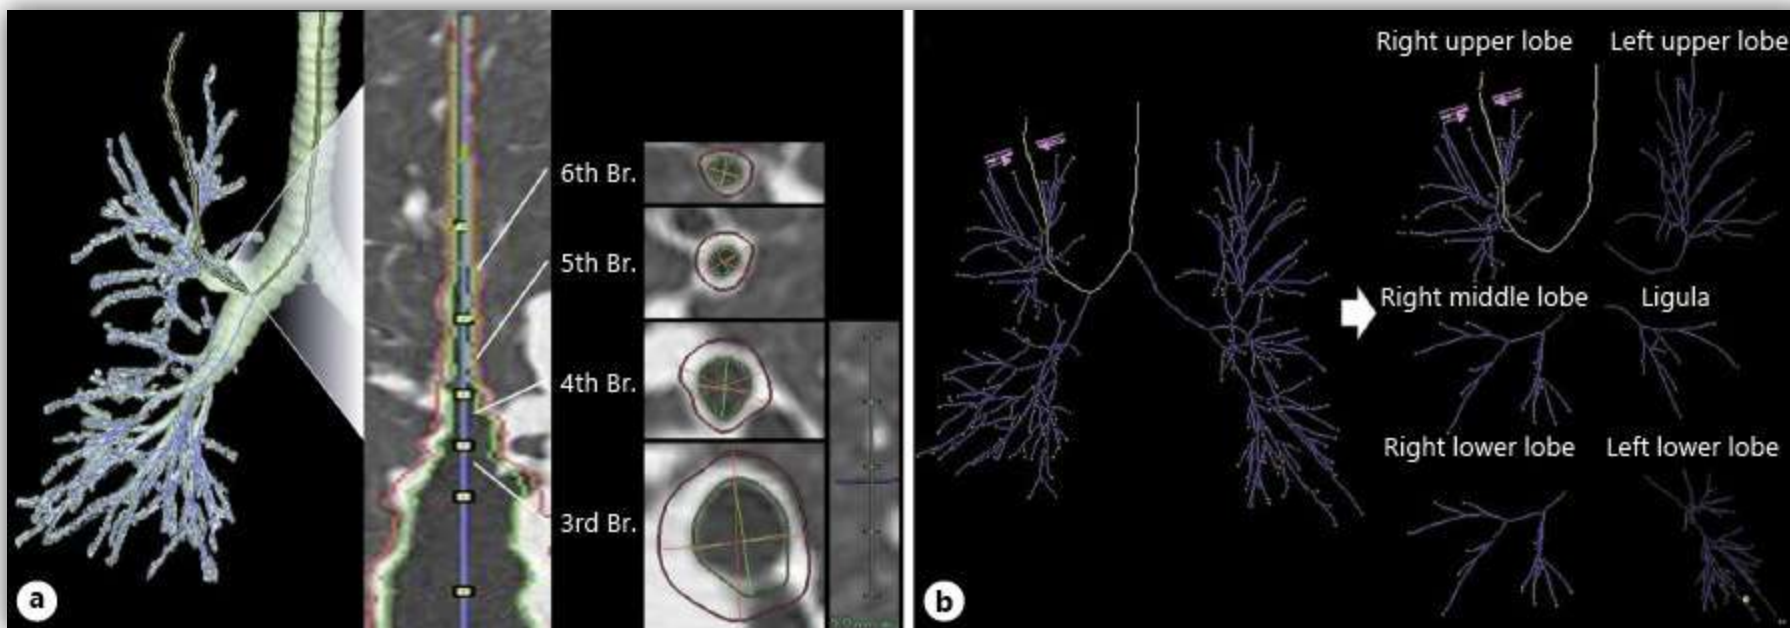 6th Br.
5th Br.
4th Br.
3rd Br.
a
Right upper lobe
Left upper lobe
Right middle lobe
Ligula
Right lower lobe
Left lower lobe
b